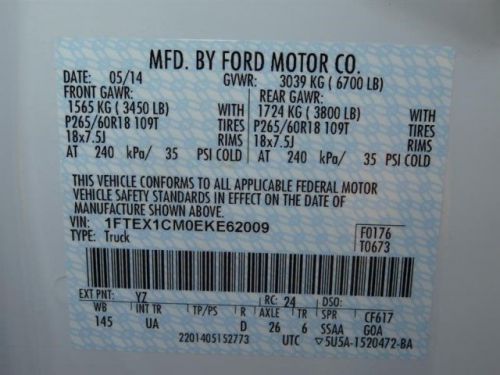 MFD. BY FORD MOTOR CO.
DATE: 05/14 GVWR: 3039 KG ( 6700 LB)
FRONT GAWR: REAR GAWR:
1565 KG ( 3450 LB) WITH 1724 KG ( 3800 LB) WITH
P265/60R18 109T TIRES P265/60R18 109T TIRES
18x7.5J RIMS 18x7.5J RIMS
AT 240 kPa/ 35 PSI COLD AT 240 kPa/ 35 PSI COLD
THIS VEHICLE CONFORMS TO ALL APPLICABLE FEDERAL MOTOR
VEHICLE SAFETY STANDARDS IN EFFECT ON THE DATE OF
MANUFACTURE SHOWN ABOVE.
VIN: 1FTEX1CM0EKE62009 F0176
TYPE: Truck T0673
EXT PNT: YZ RC: 24 DSO:
WB INT TR TP/PS R AXLE TR SPR CF617
145 UA D 26 6 SSAA GOA
2201405152773 UTC 5U5A-1520472-BA